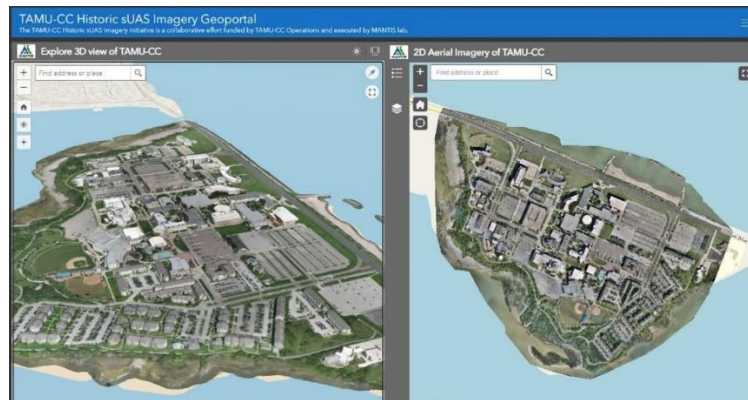 TAMU-CC Historic sUAS Imagery Geoportal
The TAMU-CC Historic sUAS Imagery initiative is a collaborative effort funded by TAMU-CC Operations and executed by MANTIS lab.
Explore 3D view of TAMU-CC
2D Aerial Imagery of TAMU-CC
Find address or place
Find address or place